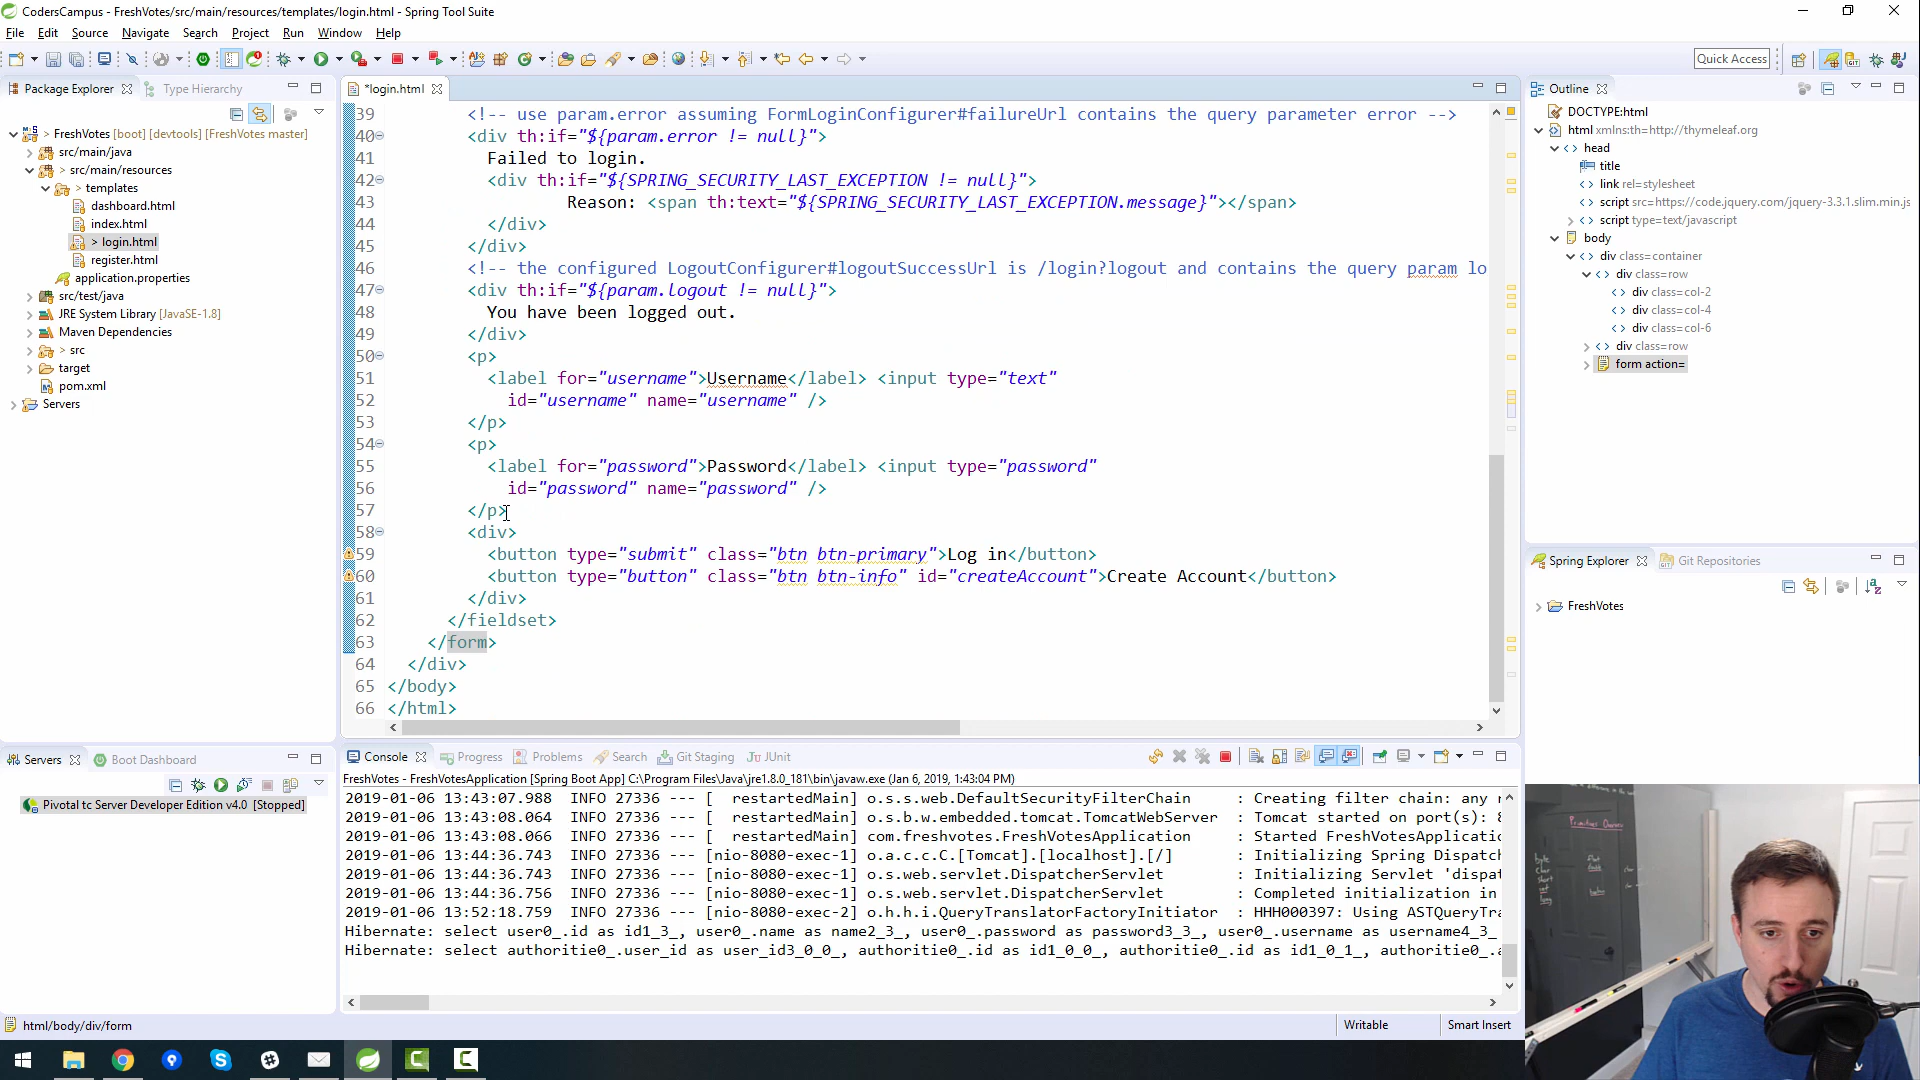 CodersCampus - FreshVotes/src/main/resources/templates/login.html - Spring Tool Suite
File Edit Source Navigate Search Project Run Window Help
Quick Access
Package Explorer
Type Hierarchy
FreshVotes [boot] [devtools] [FreshVotes master]
src/main/java
> src/main/resources
> templates
dashboard.html
index.html
> login.html
register.html
application.properties
src/test/java
JRE System Library [JavaSE-1.8]
Maven Dependencies
> src
target
pom.xml
Servers
*login.html
39 <!-- use param.error assuming FormLoginConfigurer#failureUrl contains the query parameter error -->
40 <div th:if="${param.error != null}">
41 Failed to login.
42 <div th:if="${SPRING_SECURITY_LAST_EXCEPTION != null}">
43 Reason: <span th:text="${SPRING_SECURITY_LAST_EXCEPTION.message}"></span>
44 </div>
45 </div>
46 <!-- the configured LogoutConfigurer#logoutSuccessUrl is /login?logout and contains the query param lo
47 <div th:if="${param.logout != null}">
48 You have been logged out.
49 </div>
50 <p>
51 <label for="username">Username</label> <input type="text"
52 id="username" name="username" />
53 </p>
54 <p>
55 <label for="password">Password</label> <input type="password"
56 id="password" name="password" />
57 </p>
58 <div>
59 <button type="submit" class="btn btn-primary">Log in</button>
60 <button type="button" class="btn btn-info" id="createAccount">Create Account</button>
61 </div>
62 </fieldset>
63 </form>
64 </div>
65 </body>
66 </html>
Outline
DOCTYPE:html
html xmlns:th=http://thymeleaf.org
head
title
link rel=stylesheet
script src=https://code.jquery.com/jquery-3.3.1.slim.min.js
script type=text/javascript
body
div class=container
div class=row
div class=col-2
div class=col-4
div class=col-6
div class=row
form action=
Spring Explorer
Git Repositories
FreshVotes
Servers
Boot Dashboard
Pivotal tc Server Developer Edition v4.0 [Stopped]
Console
Progress
Problems
Search
Git Staging
JUnit
FreshVotes - FreshVotesApplication [Spring Boot App] C:\Program Files\Java\jre1.8.0_181\bin\javaw.exe (Jan 6, 2019, 1:43:04 PM)
2019-01-06 13:43:07.988 INFO 27336 --- [ restartedMain] o.s.s.web.DefaultSecurityFilterChain : Creating filter chain: any r
2019-01-06 13:43:08.064 INFO 27336 --- [ restartedMain] o.s.b.w.embedded.tomcat.TomcatWebServer : Tomcat started on port(s): 8
2019-01-06 13:43:08.066 INFO 27336 --- [ restartedMain] com.freshvotes.FreshVotesApplication : Started FreshVotesApplicatio
2019-01-06 13:44:36.743 INFO 27336 --- [nio-8080-exec-1] o.a.c.c.C.[Tomcat].[localhost].[/] : Initializing Spring Dispatch
2019-01-06 13:44:36.743 INFO 27336 --- [nio-8080-exec-1] o.s.web.servlet.DispatcherServlet : Initializing Servlet 'dispat
2019-01-06 13:44:36.756 INFO 27336 --- [nio-8080-exec-1] o.s.web.servlet.DispatcherServlet : Completed initialization in
2019-01-06 13:52:18.759 INFO 27336 --- [nio-8080-exec-2] o.h.h.i.QueryTranslatorFactoryInitiator : HHH000397: Using ASTQueryTra
Hibernate: select user0_.id as id1_3_, user0_.name as name2_3_, user0_.password as password3_3_, user0_.username as username4_3_
Hibernate: select authoritie0_.user_id as user_id3_0_0_, authoritie0_.id as id1_0_0_, authoritie0_.id as id1_0_1_, authoritie0_.a
html/body/div/form
Writable
Smart Insert